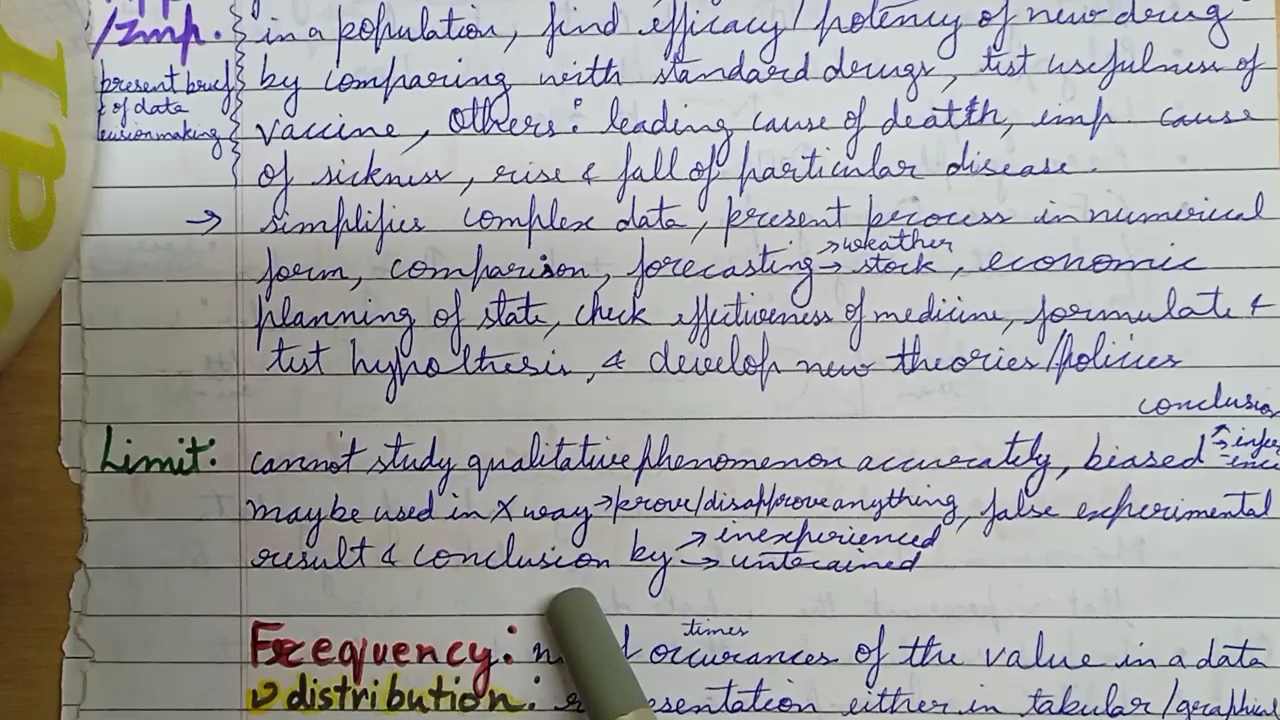 /Imp. in a population, find efficacy/potency of new drug
present brief by comparing with standard drugs, test usefulness of
of data
vaccine, Others: leading cause of death, imp cause
making
of sickness, rise & fall of particular disease.
→ simplifies complex data, present process in numerical
→ weather
form, comparison, forecasting → stock, economic
planning of state, check effectiveness of medicine, formulate &
test hypothesis, & develop new theories/policies
conclusion
Limit: cannot study qualitative phenomenon accurately, biased → infer
-ence
may be used in X way → prove/disapprove anything, false experimental
→ inexperienced
result & conclusion by → untrained
times
Frequency: occurances of the value in a data
distribution: either in tabular/graphical